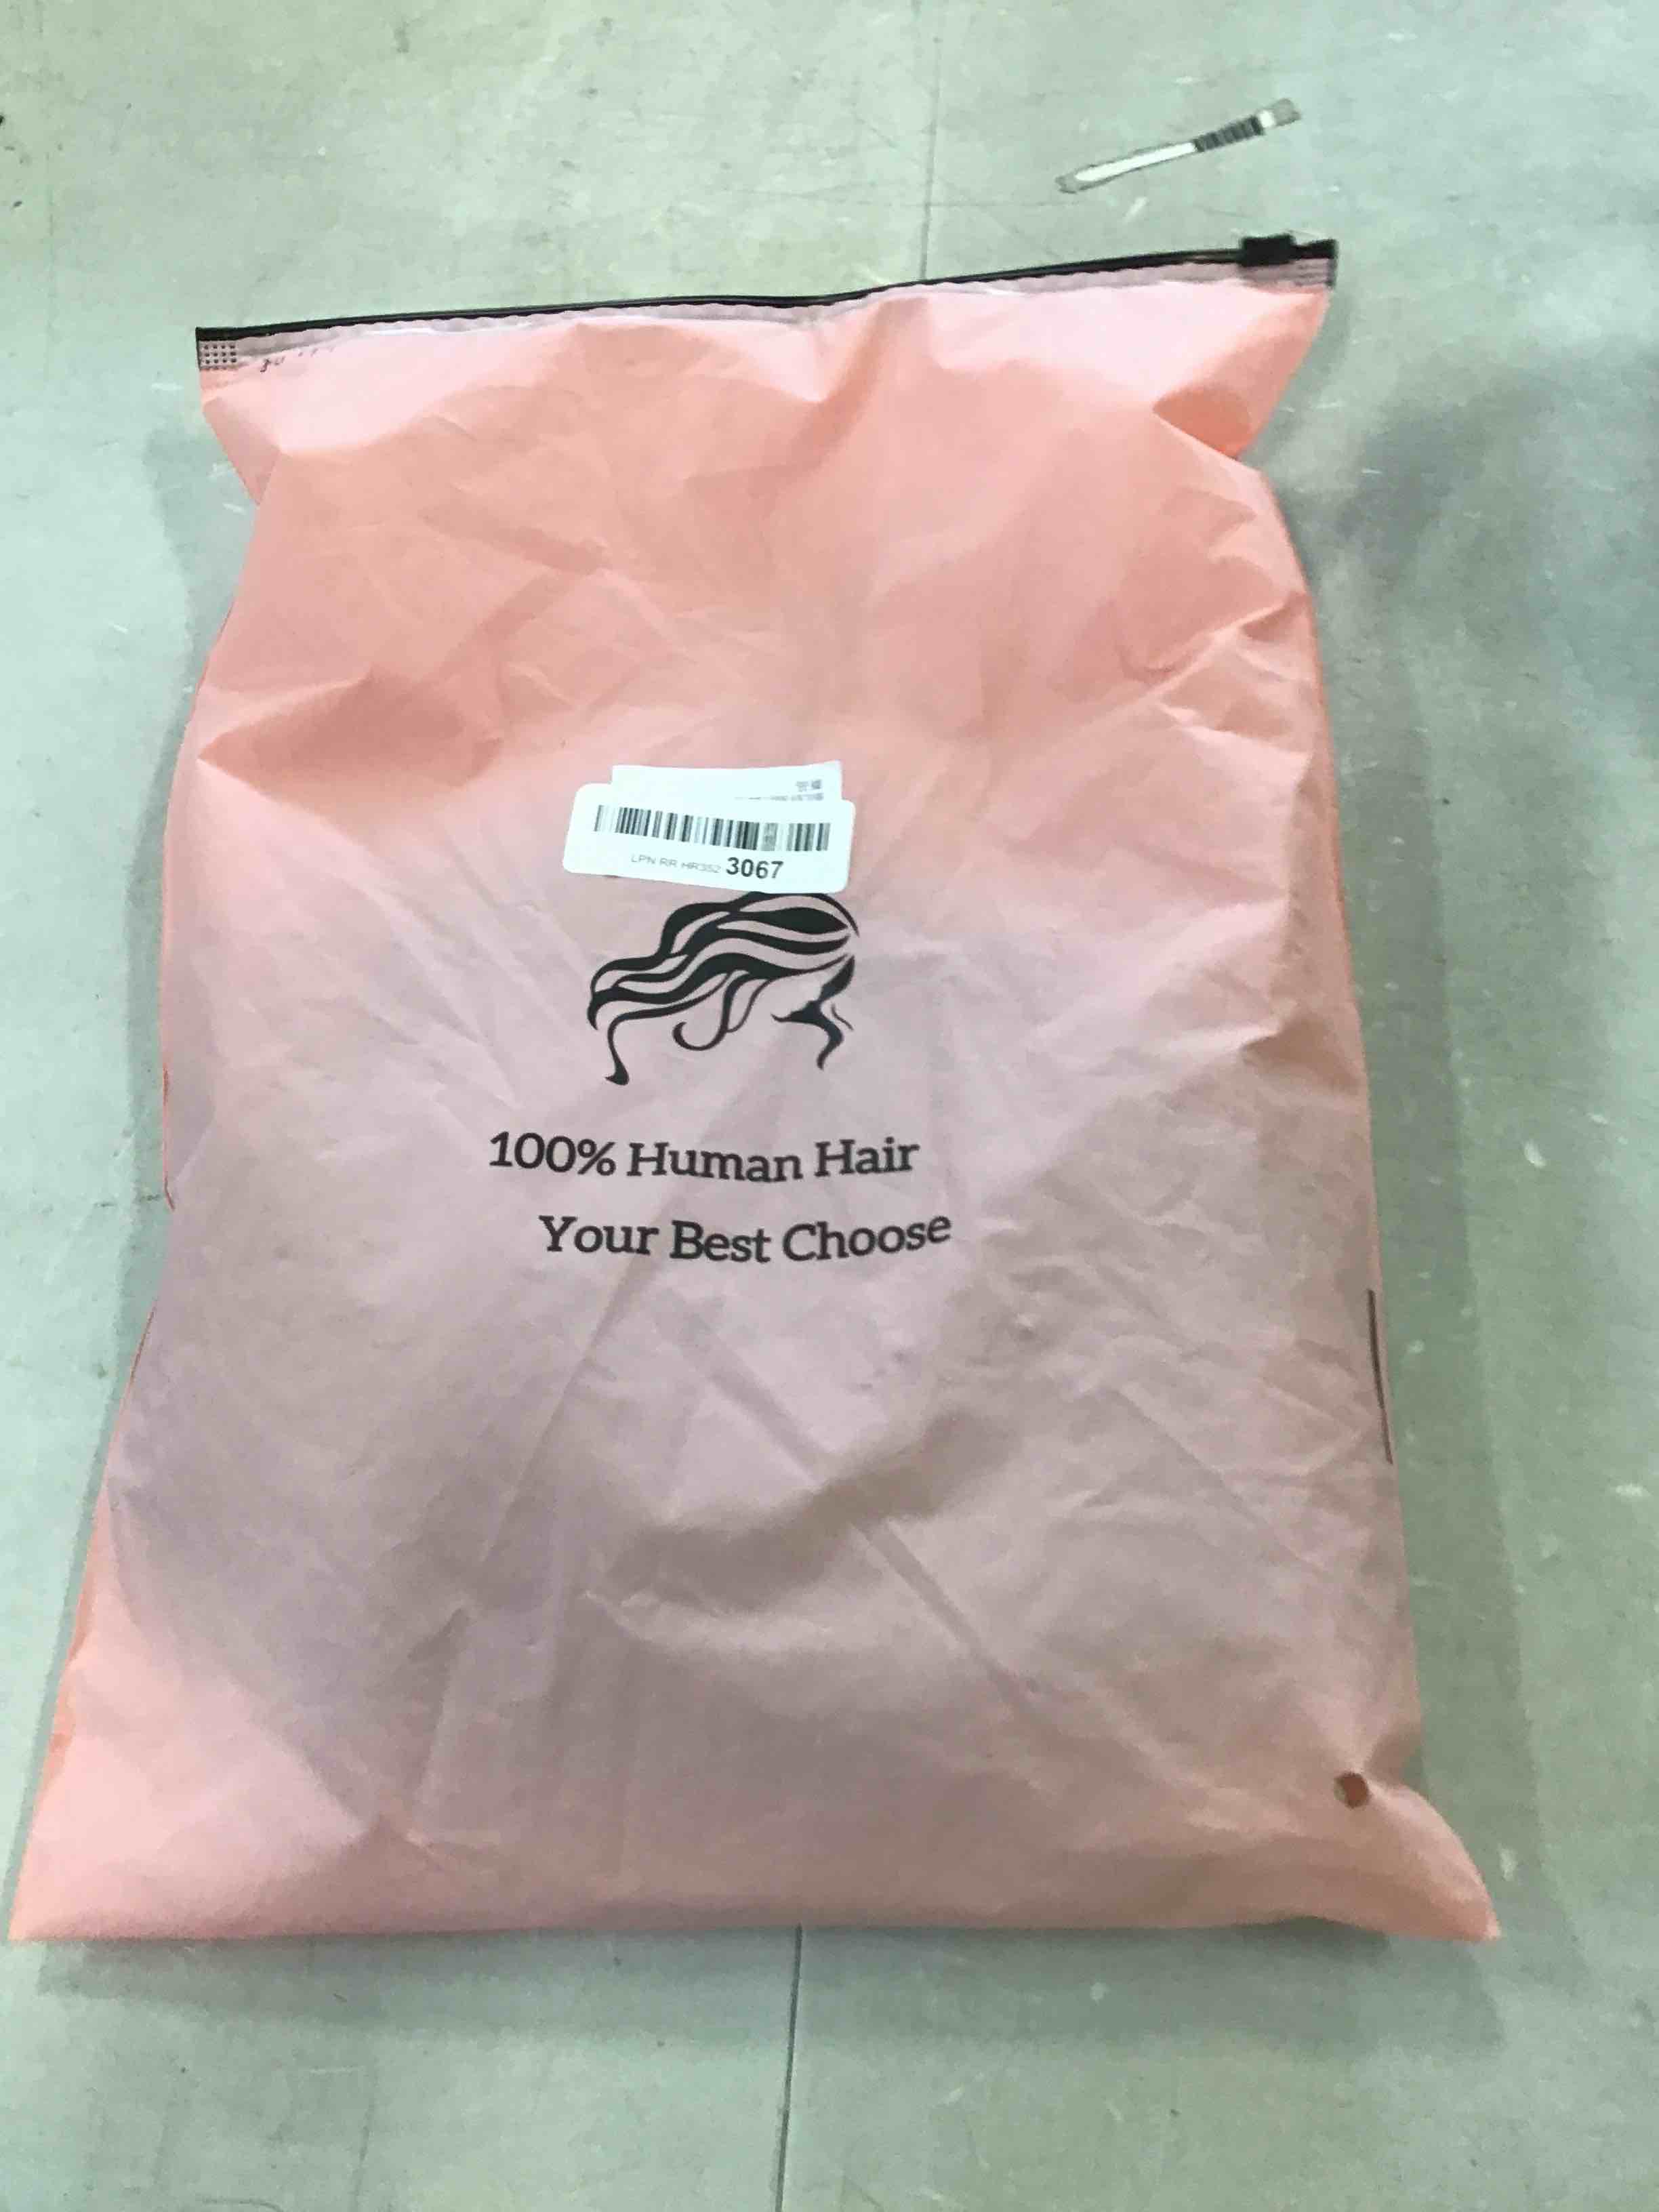 LPN RR HR352 3067
100% Human Hair
Your Best Choose